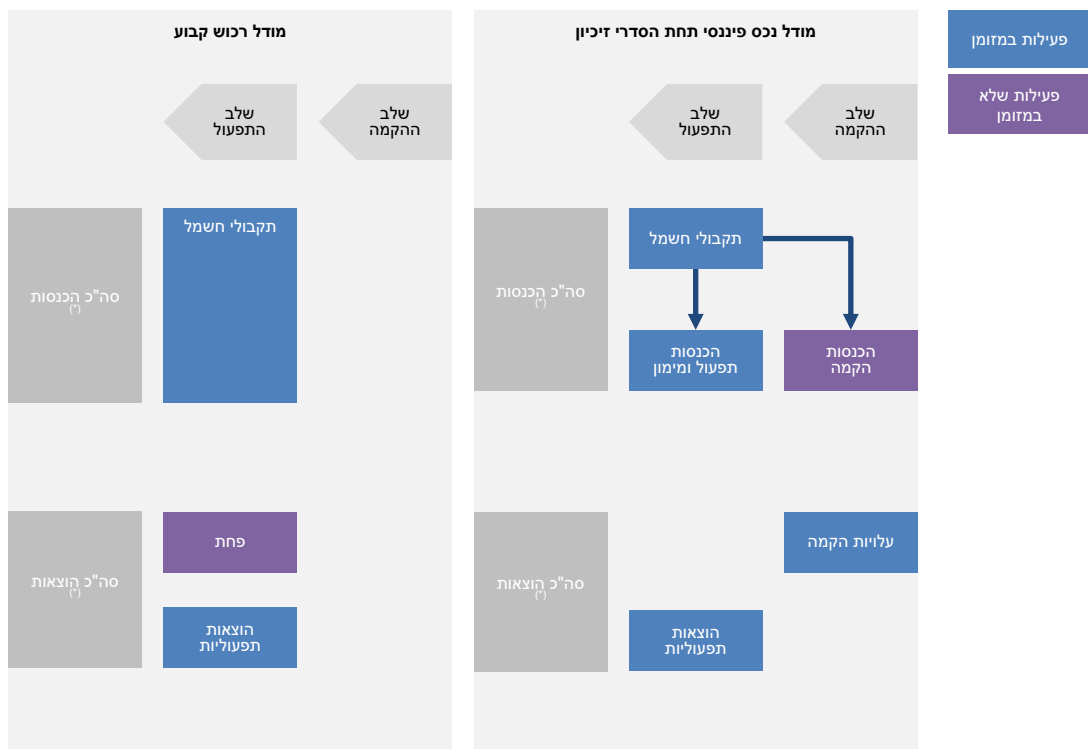 פעילות במזומן
פעילות שלא
במזומן
מודל נכס פיננסי תחת הסדרי זיכיון
שלב
ההקמה
שלב
התפעול
תקבולי חשמל
סה"כ הכנסות
(*)
הכנסות
הקמה
הכנסות
תפעול ומימון
עלויות הקמה
סה"כ הוצאות
(*)
הוצאות
תפעוליות
מודל רכוש קבוע
שלב
ההקמה
שלב
התפעול
תקבולי חשמל
סה"כ הכנסות
(*)
פחת
סה"כ הוצאות
(*)
הוצאות
תפעוליות